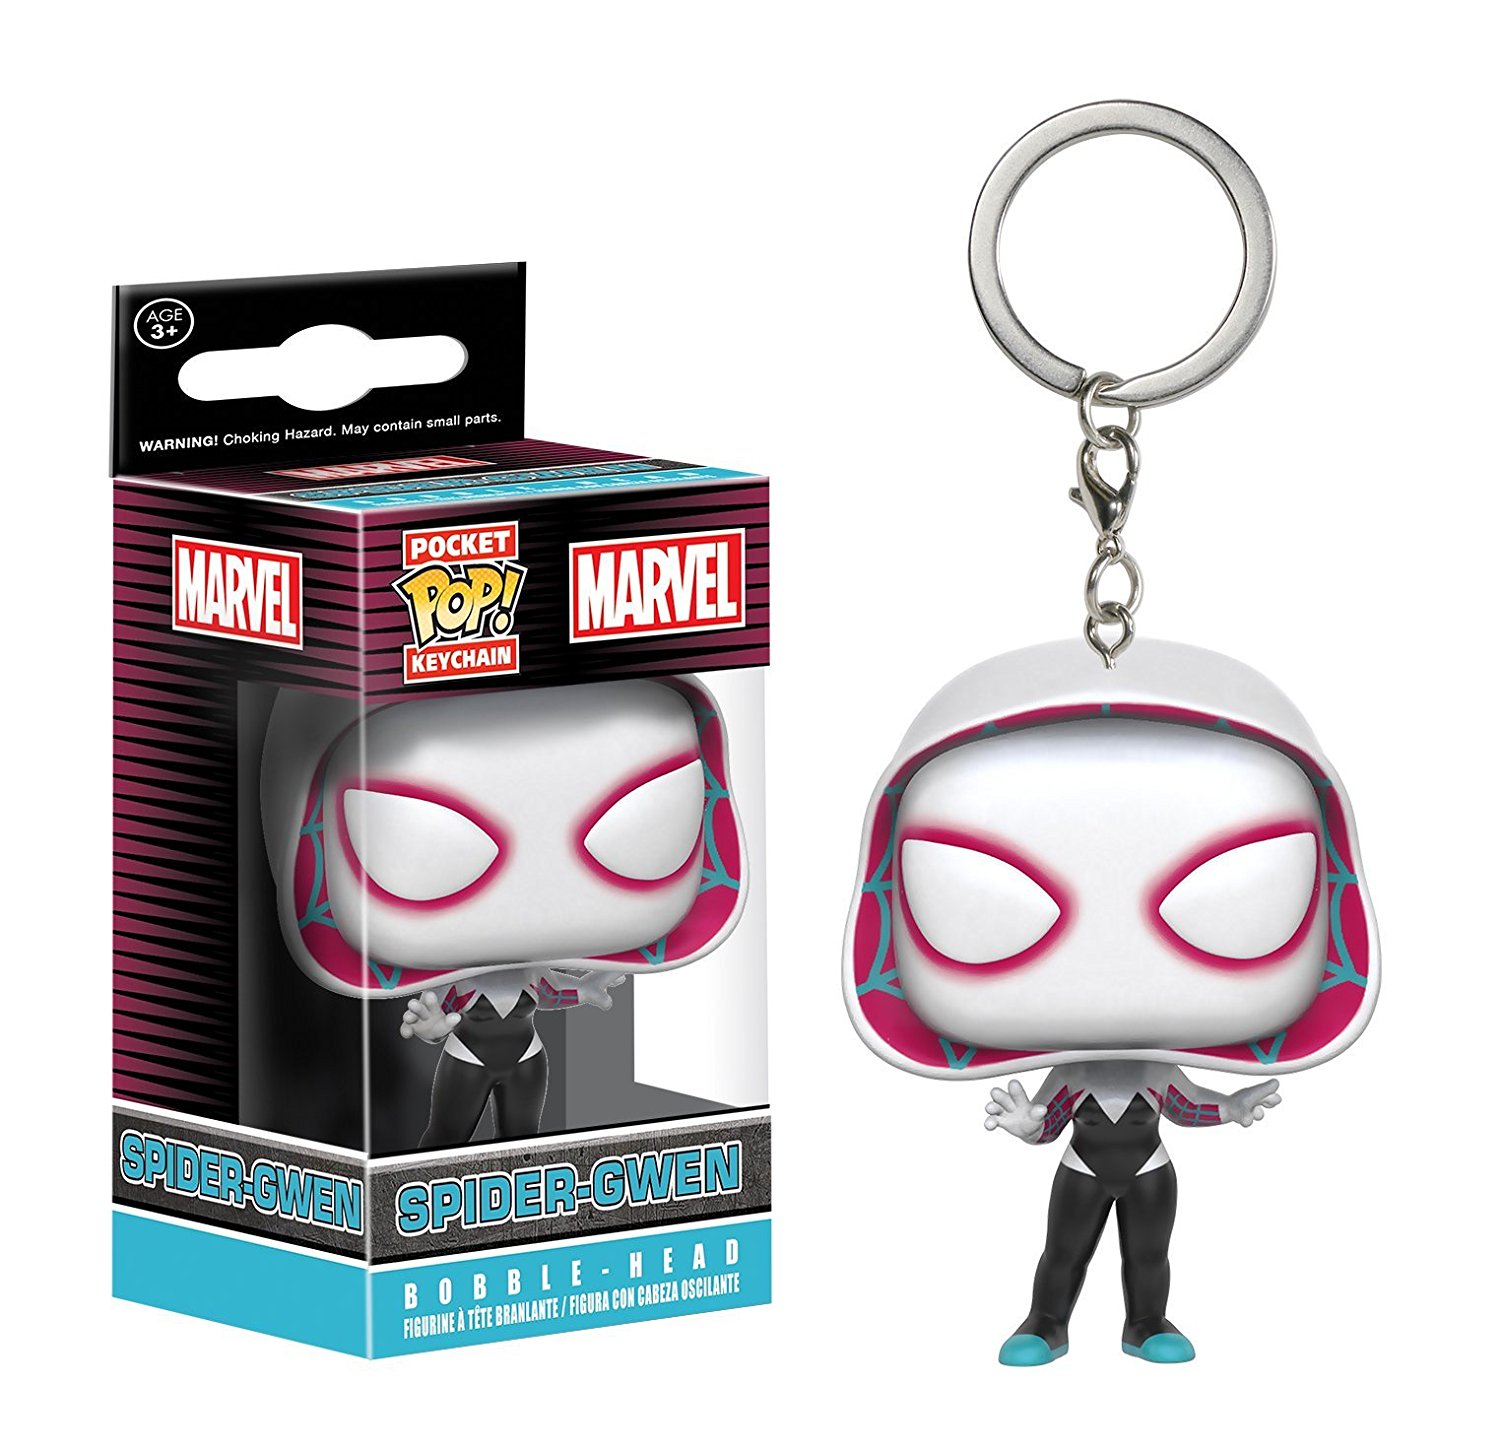 AGE
3+
WARNING! Choking Hazard. May contain small parts.
MARVEL
MARVEL
POCKET
POP!
KEYCHAIN
MARVEL
SPIDER-GWEN
SPIDER-GWEN
BOBBLE-HEAD
FIGURINE À TÊTE BRANLANTE / FIGURA CON CABEZA OSCILANTE